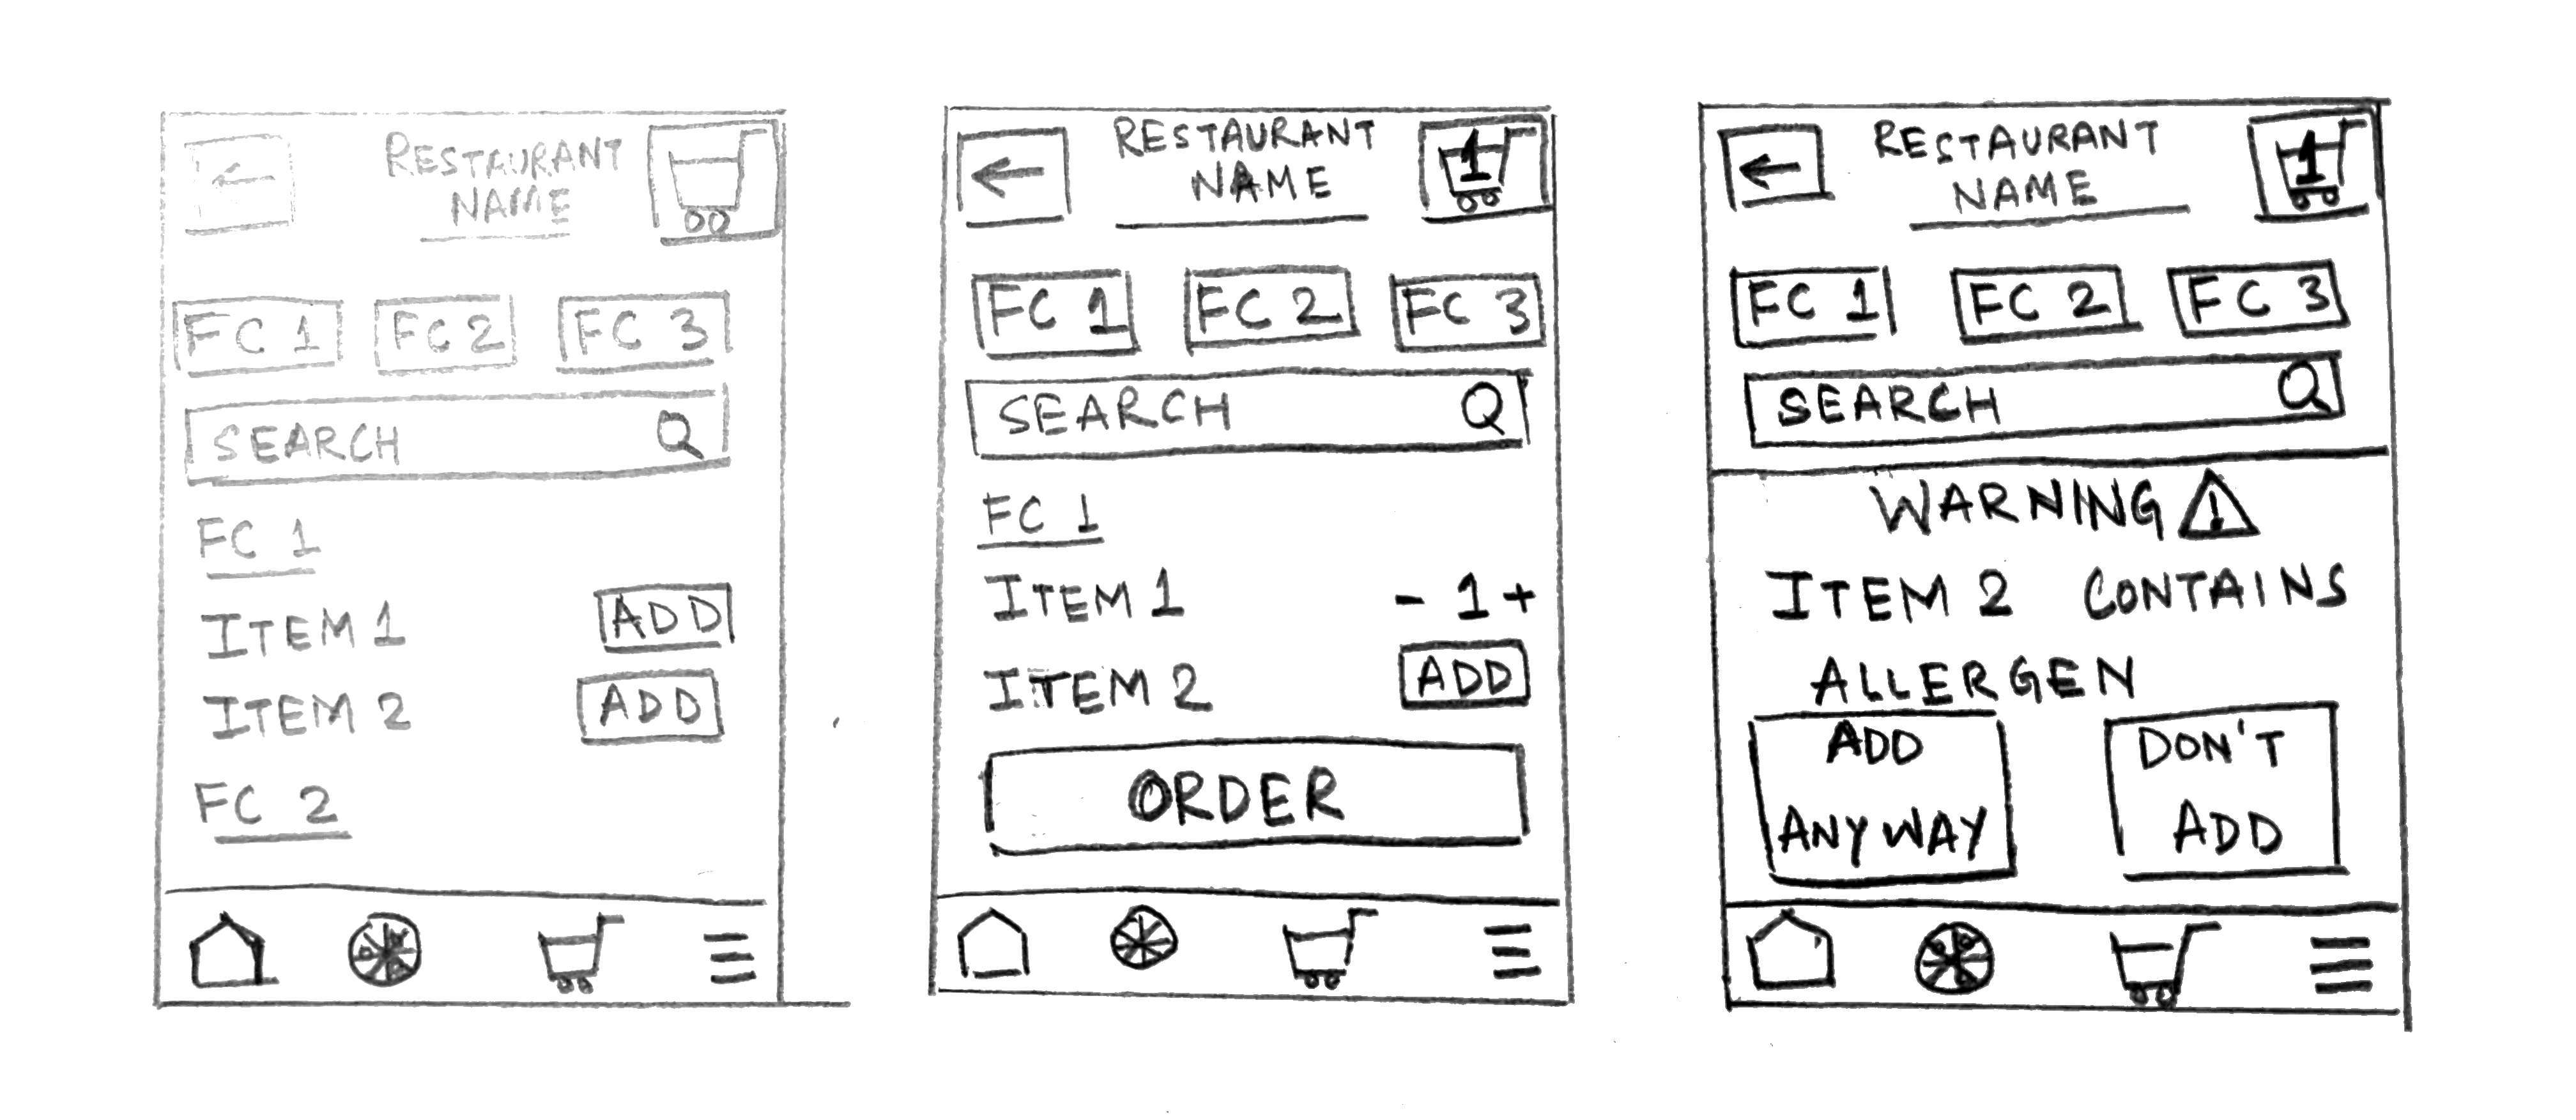 RESTAURANT
NAME
FC 1
FC 2
FC 3
SEARCH
FC 1
ITEM 1
ADD
ITEM 2
ADD
FC 2
RESTAURANT
NAME
1
FC 1
FC 2
FC 3
SEARCH
FC 1
ITEM 1
- 1 +
ITEM 2
ADD
ORDER
RESTAURANT
NAME
1
FC 1
FC 2
FC 3
SEARCH
WARNING !
ITEM 2 CONTAINS
ALLERGEN
ADD
ANYWAY
DON'T
ADD